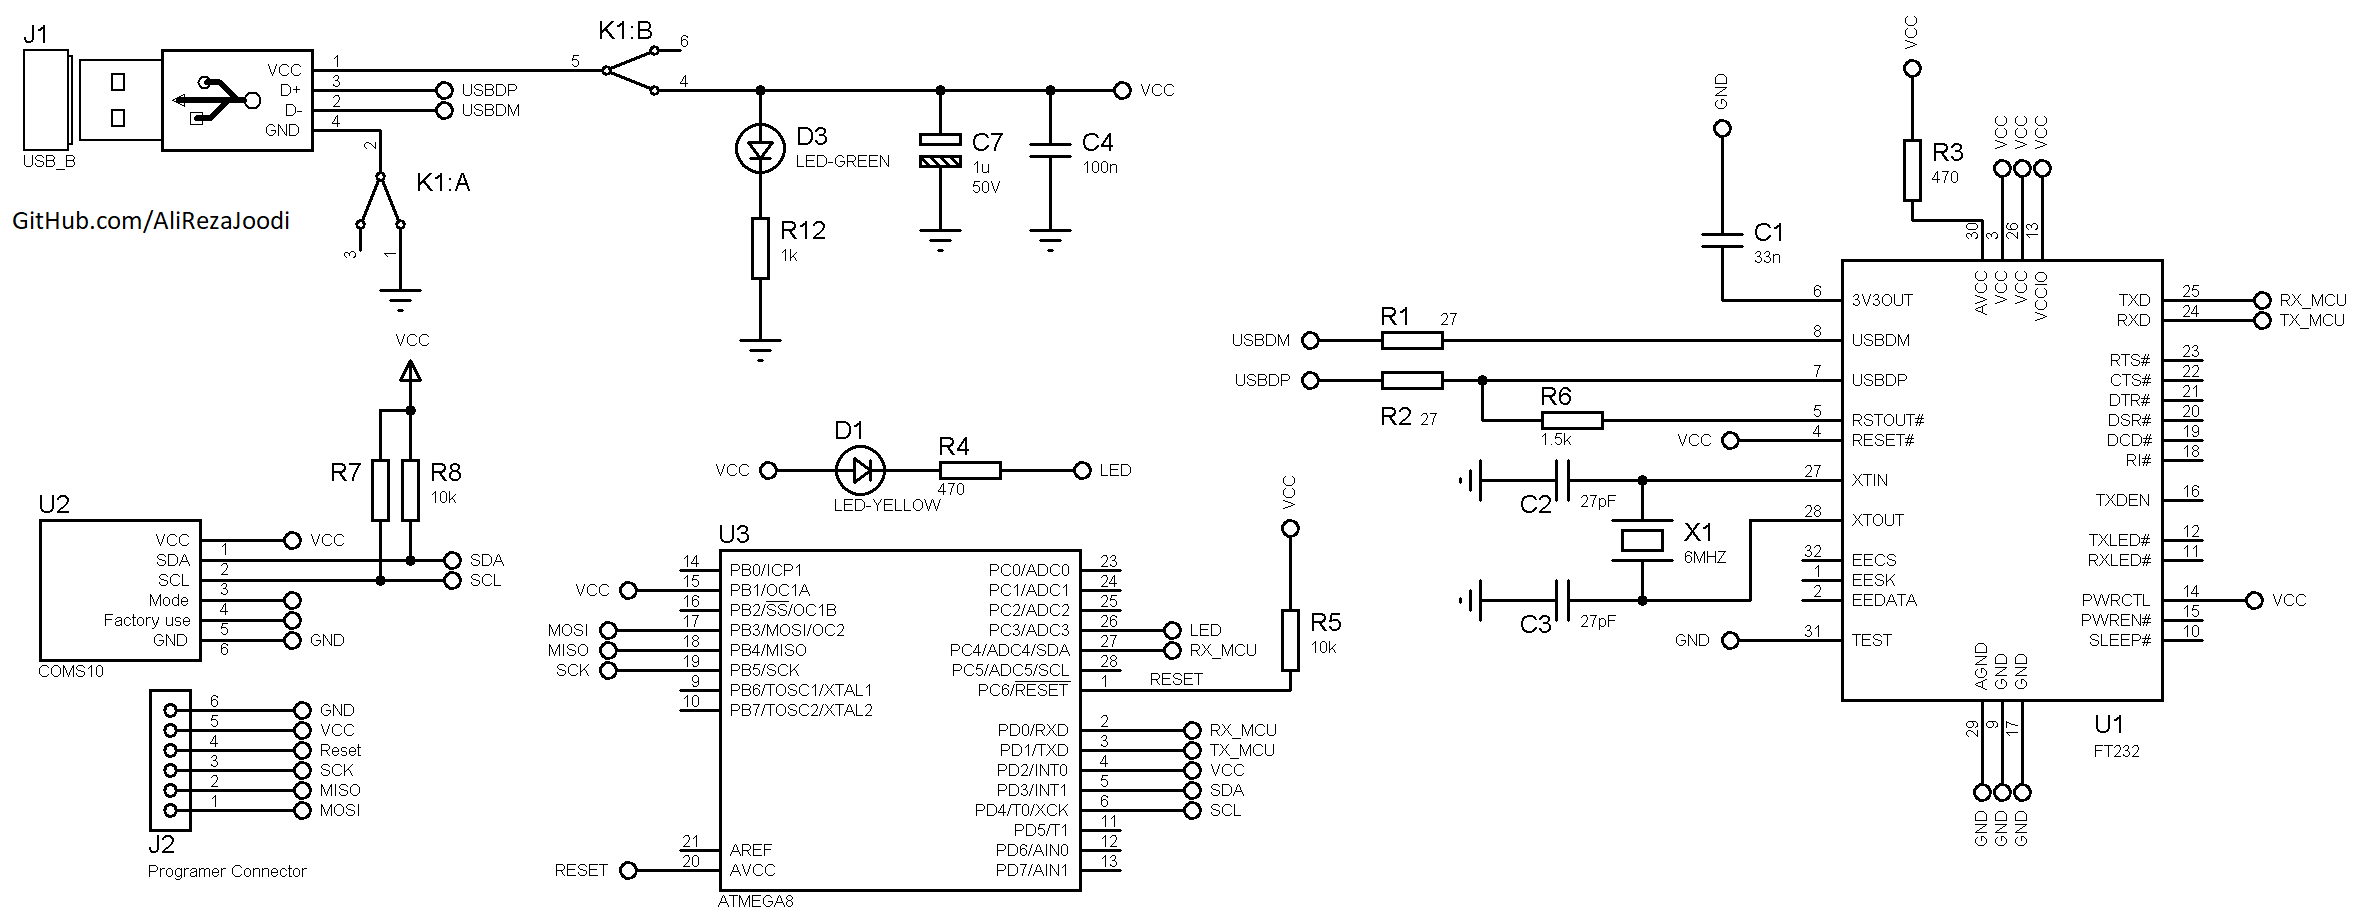 J1
USB_B
VCC
D+
D-
GND
1
3
2
4
USBDP
USBDM
2
K1:A
3
1
GitHub.com/AliRezaJoodi
K1:B
5
6
4
VCC
D3
LED-GREEN
R12
1k
C7
1u
50V
C4
100n
VCC
R7
R8
10k
U2
COMS10
VCC
SDA
SCL
Mode
Factory use
GND
1
2
3
4
5
6
VCC
SDA
SCL
GND
6
5
4
3
2
1
GND
VCC
Reset
SCK
MISO
MOSI
J2
Programer Connector
VCC
D1
LED-YELLOW
R4
470
LED
U3
ATMEGA8
VCC
MOSI
MISO
SCK
RESET
14 PB0/ICP1
15 PB1/OC1A
16 PB2/SS/OC1B
17 PB3/MOSI/OC2
18 PB4/MISO
19 PB5/SCK
9 PB6/TOSC1/XTAL1
10 PB7/TOSC2/XTAL2
21 AREF
20 AVCC
PC0/ADC0 23
PC1/ADC1 24
PC2/ADC2 25
PC3/ADC3 26 LED
PC4/ADC4/SDA 27 RX_MCU
PC5/ADC5/SCL 28
PC6/RESET 1 RESET
PD0/RXD 2 RX_MCU
PD1/TXD 3 TX_MCU
PD2/INT0 4 VCC
PD3/INT1 5 SDA
PD4/T0/XCK 6 SCL
PD5/T1 11
PD6/AIN0 12
PD7/AIN1 13
VCC
R5
10k
GND
C1
33n
VCC
R3
470
VCC
VCC
VCC
30
3
26
13
AVCC
VCC
VCC
VCCIO
USBDM
R1 27
USBDP
R2 27
R6
1.5k
VCC
C2 27pF
X1
6MHZ
C3 27pF
GND
6 3V3OUT
8 USBDM
7 USBDP
5 RSTOUT#
4 RESET#
27 XTIN
28 XTOUT
32 EECS
1 EESK
2 EEDATA
31 TEST
TXD 25 RX_MCU
RXD 24 TX_MCU
RTS# 23
CTS# 22
DTR# 21
DSR# 20
DCD# 19
RI# 18
TXDEN 16
TXLED# 12
RXLED# 11
PWRCTL 14 VCC
PWREN# 15
SLEEP# 10
AGND
GND
GND
29
9
17
GND
GND
GND
U1
FT232